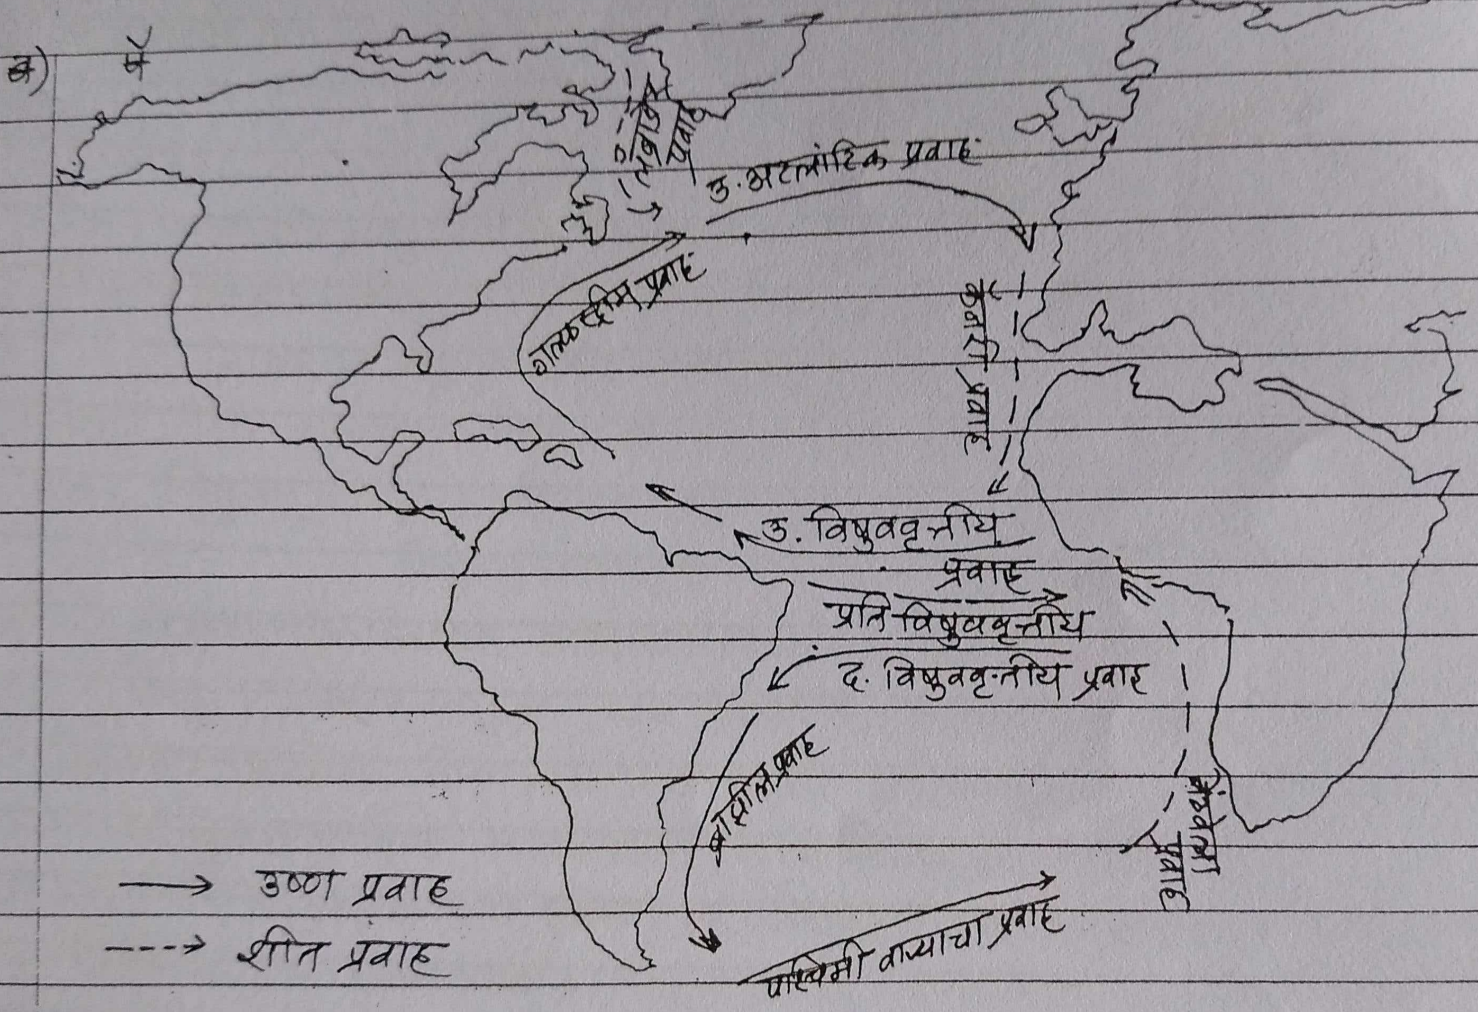 ब)
लॅब्राडोर
प्रवाह
उ. अटलांटिक प्रवाह
गल्फस्ट्रीम प्रवाह
कॅनरी प्रवाह
उ. विषुववृत्तीय
प्रवाह
प्रति विषुववृत्तीय
द. विषुववृत्तीय प्रवाह
ब्राझील प्रवाह
बेंग्वेला
प्रवाह
पश्चिमी वाऱ्याचा प्रवाह
उष्ण प्रवाह
शीत प्रवाह